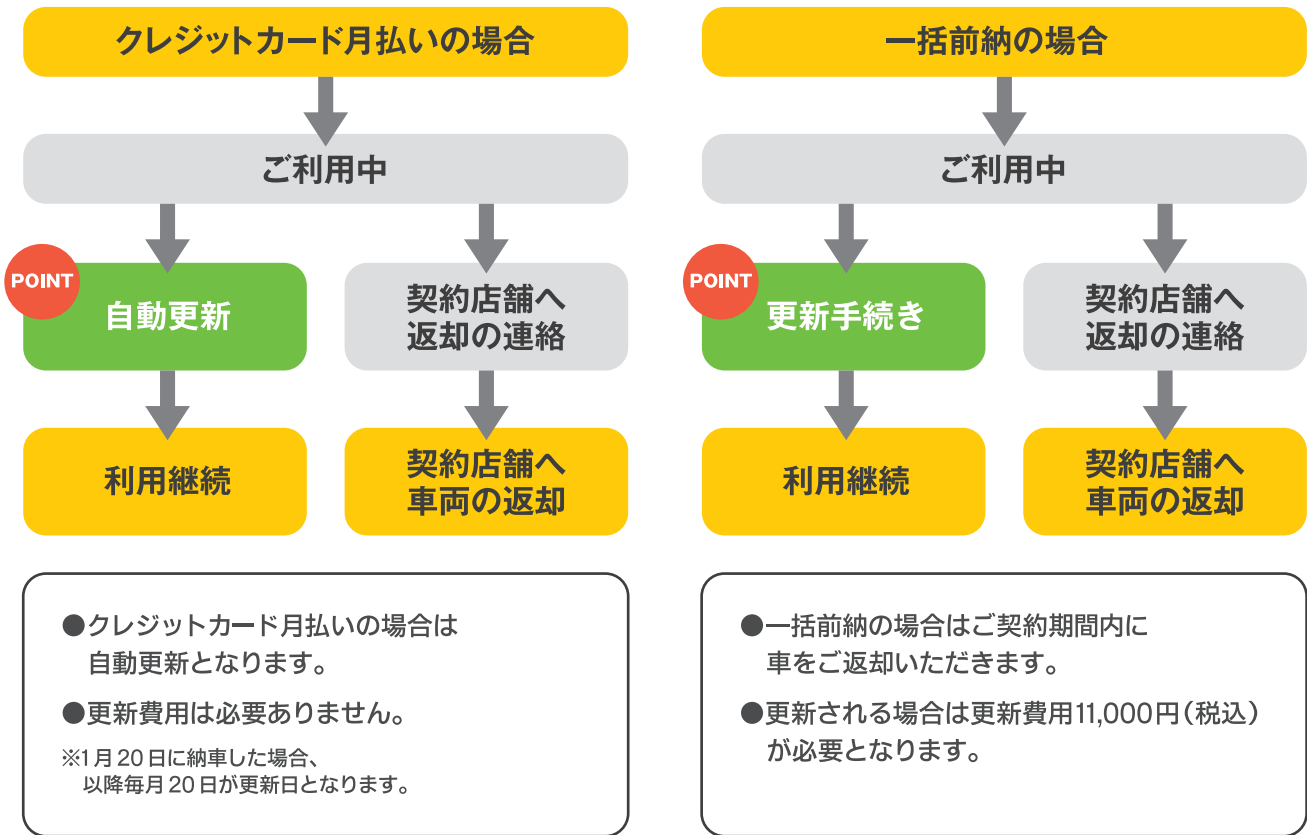 クレジットカード月払いの場合
ご利用中
POINT
自動更新
契約店舗へ
返却の連絡
利用継続
契約店舗へ
車両の返却
●クレジットカード月払いの場合は
自動更新となります。
●更新費用は必要ありません。
※1月20日に納車した場合、
以降毎月20日が更新日となります。
一括前納の場合
ご利用中
POINT
更新手続き
契約店舗へ
返却の連絡
利用継続
契約店舗へ
車両の返却
●一括前納の場合はご契約期間内に
車をご返却いただきます。
●更新される場合は更新費用11,000円(税込)
が必要となります。